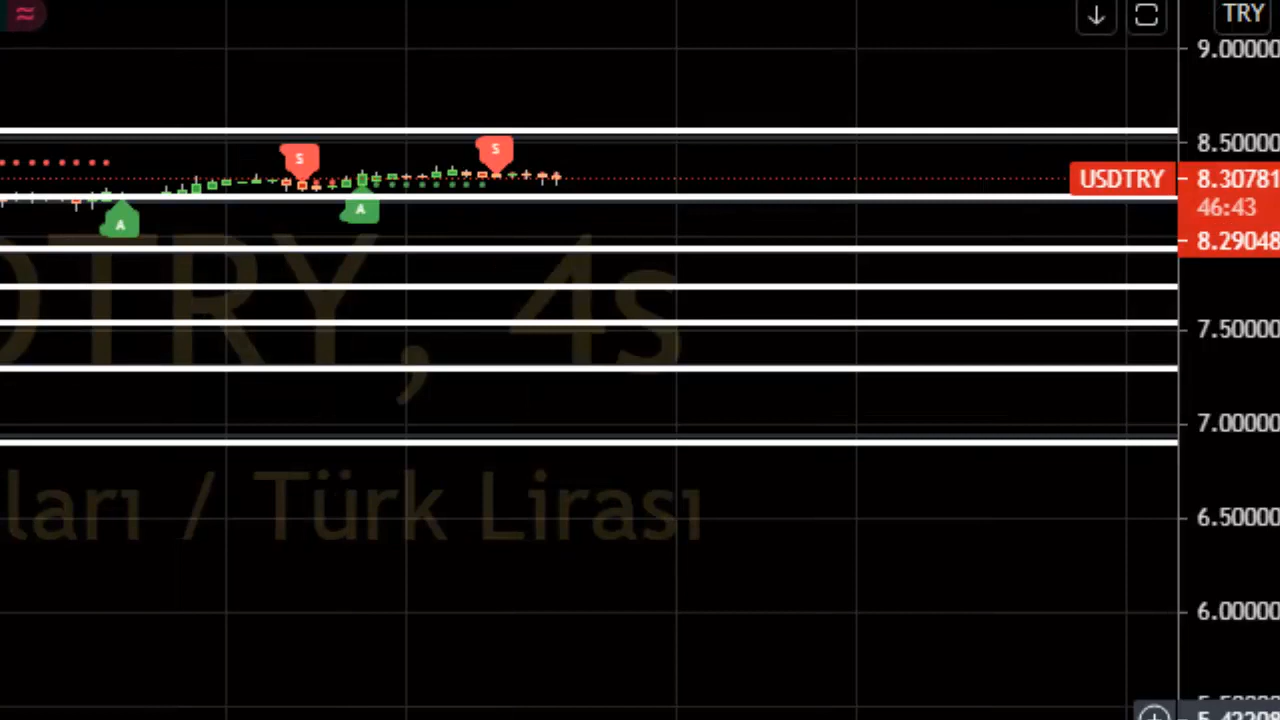 TRY
9.00000
S
S
8.50000
USDTRY 8.30781
46:43
A
A
8.29048
DTRY, 4s
7.50000
7.00000
ları / Türk Lirası
6.50000
6.00000